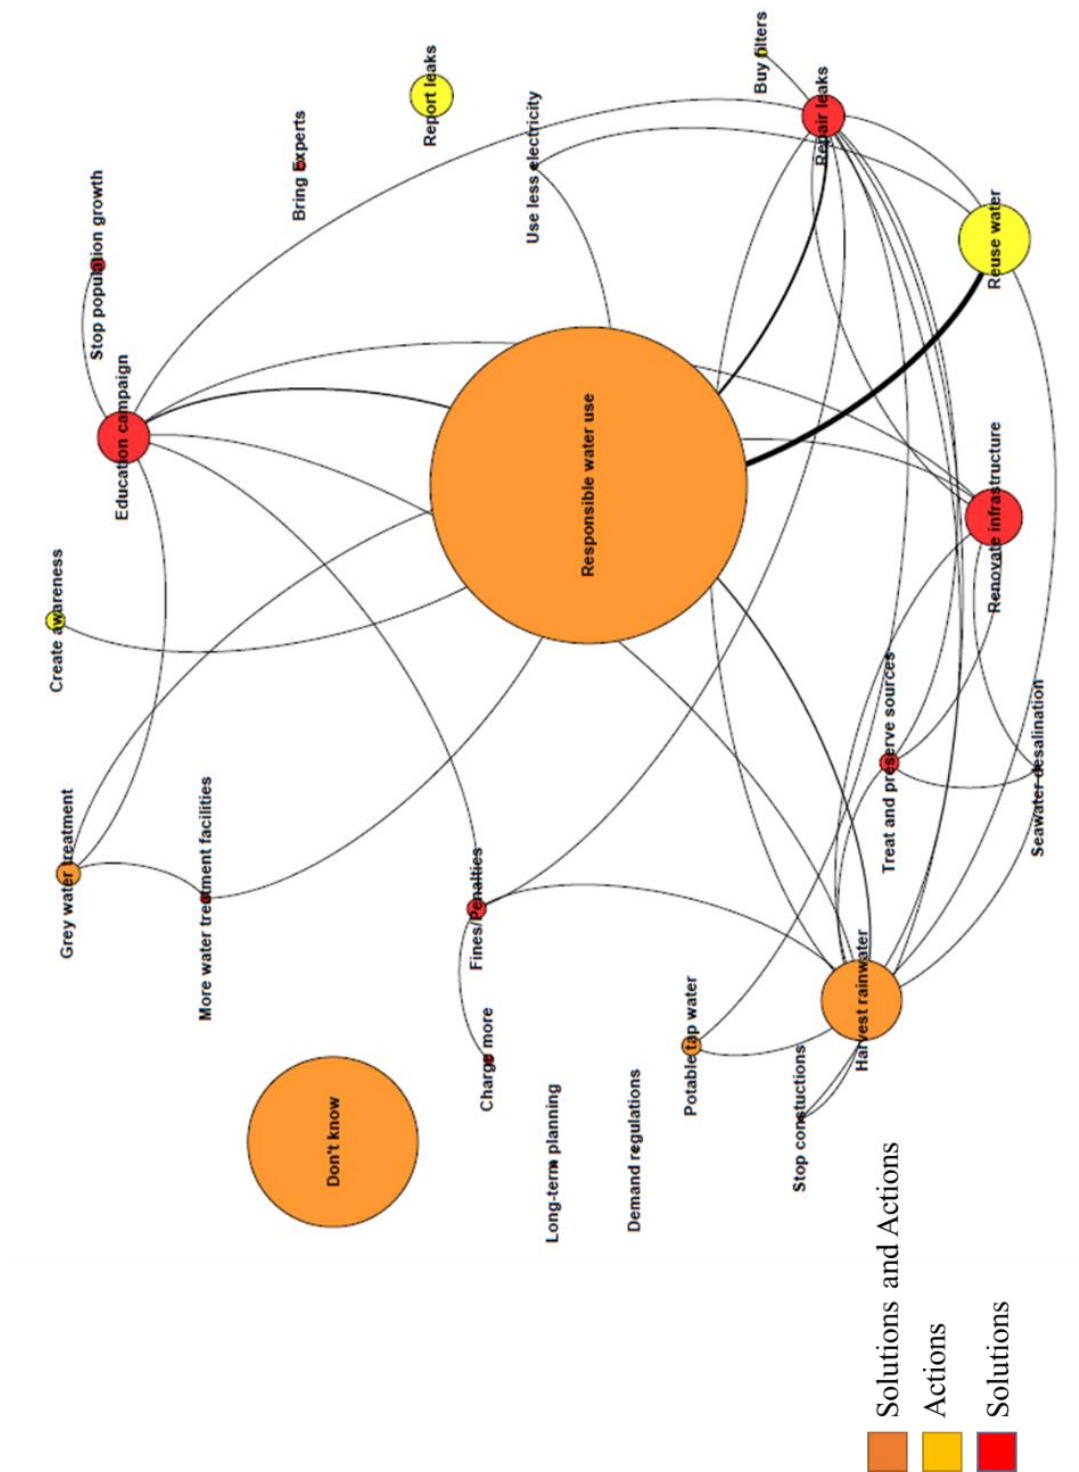 Buy filters
Report leaks
Repair leaks
Use less electricity
Bring Experts
Stop population growth
Reuse water
Education campaign
Responsible water use
Renovate infrastructure
Create awareness
Treat and preserve sources
Seawater desalination
Grey water treatment
More water treatment facilities
Fines/Penalties
Harvest rainwater
Potable tap water
Charge more
Stop constuctions
Don't know
Long-term planning
Demand regulations
Solutions and Actions
Actions
Solutions